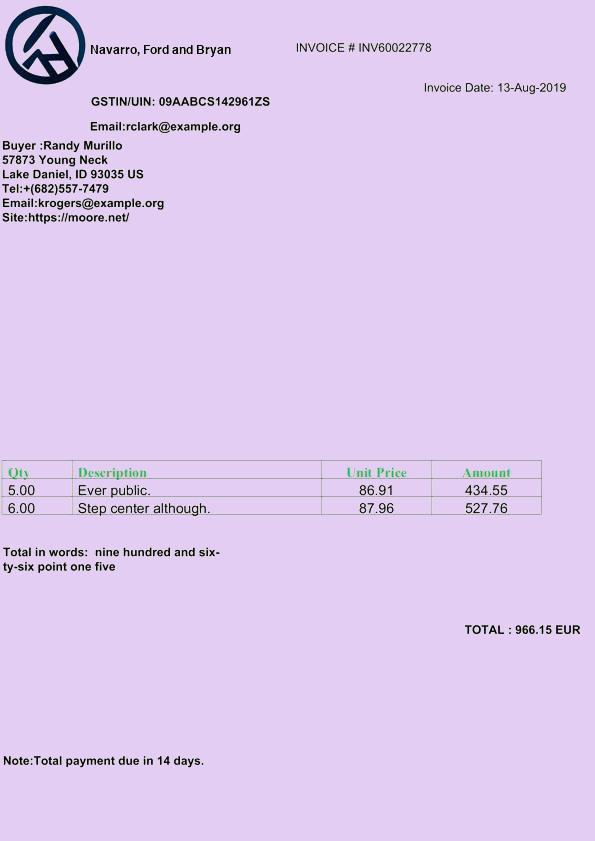 Navarro, Ford and Bryan
INVOICE # INV60022778
Invoice Date: 13-Aug-2019
GSTIN/UIN: 09AABCS142961ZS
Email:rclark@example.org
Buyer :Randy Murillo
57873 Young Neck
Lake Daniel, ID 93035 US
Tel:+(682)557-7479
Email:krogers@example.org
Site:https://moore.net/
Qty Description Unit Price Amount
5.00 Ever public. 86.91 434.55
6.00 Step center although. 87.96 527.76
Total in words:  nine hundred and six-
ty-six point one five
TOTAL : 966.15 EUR
Note:Total payment due in 14 days.